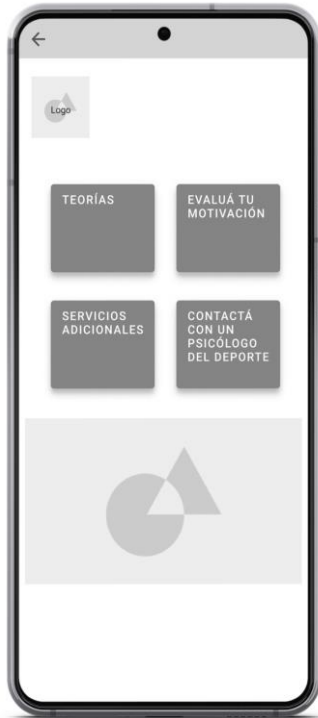 Logo
TEORÍAS
EVALUÁ TU
MOTIVACIÓN
SERVICIOS
ADICIONALES
CONTACTÁ
CON UN
PSICÓLOGO
DEL DEPORTE